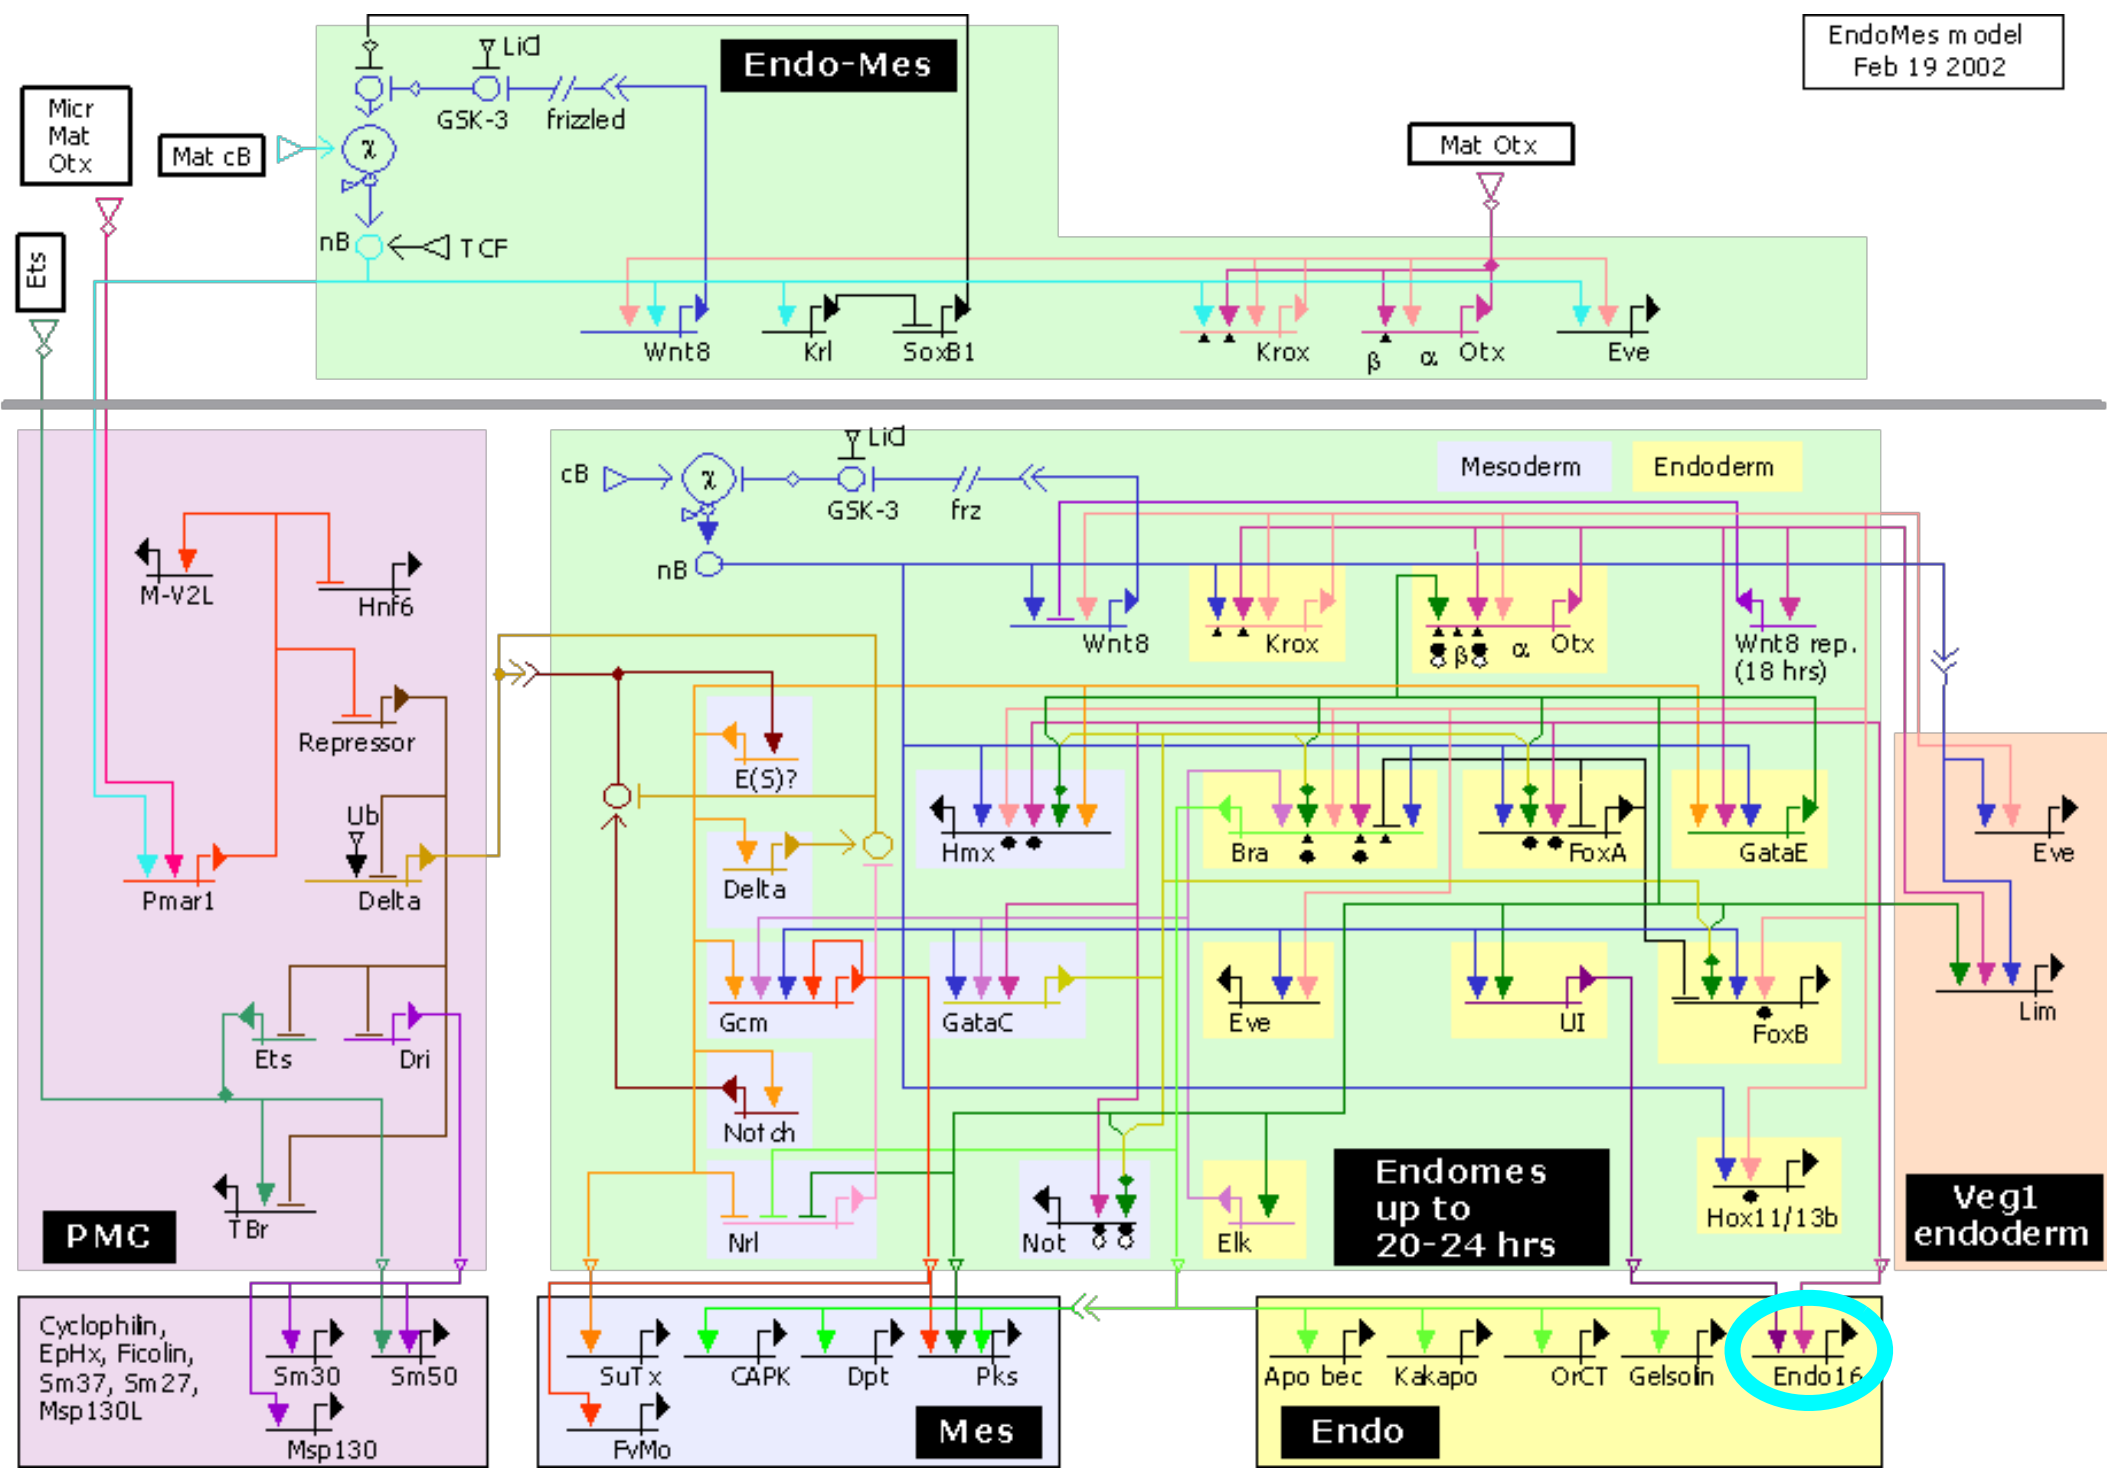 EndoMes model
Feb 19 2002
Endo-Mes
LiCl
GSK-3
frizzled
Micr
Mat
Otx
Mat cB
χ
Mat Otx
nB
TCF
Ets
Wnt8
Krl
SoxB1
Krox
β
α
Otx
Eve
cB
χ
LiCl
GSK-3
frz
nB
Mesoderm
Endoderm
M-V2L
Hnf6
Wnt8
Krox
β
α
Otx
Wnt8 rep.
(18 hrs)
Repressor
E(S)?
Ub
Hmx
Bra
FoxA
GataE
Eve
Pmar1
Delta
Delta
Gcm
GataC
Eve
UI
FoxB
Lim
Ets
Dri
Notch
TBr
Nrl
Not
Elk
Hox11/13b
PMC
Endomes
up to
20-24 hrs
Veg1
endoderm
Cyclophilin,
EpHx, Ficolin,
Sm37, Sm27,
Msp130L
Sm30
Sm50
Msp130
SuTx
CAPK
Dpt
Pks
FvMo
Mes
Apo bec
Kakapo
OrCT
Gelsolin
Endo16
Endo